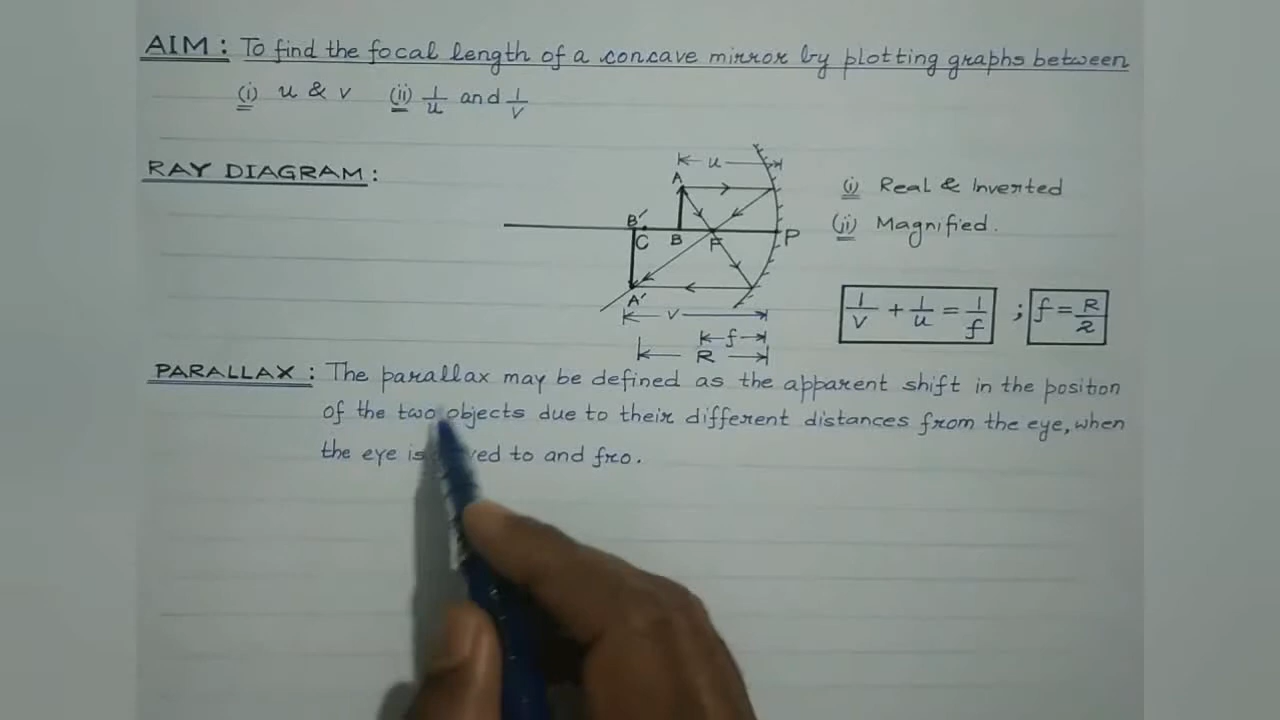 AIM: To find the focal length of a concave mirror by plotting graphs between
(i) u & v (ii) 1/u and 1/v
RAY DIAGRAM:
u
A
B' C B F P
A'
v
f
R
(i) Real & Inverted
(ii) Magnified.
1/v + 1/u = 1/f ; f = R/2
PARALLAX: The parallax may be defined as the apparent shift in the position
of the two objects due to their different distances from the eye, when
the eye is to and fro.